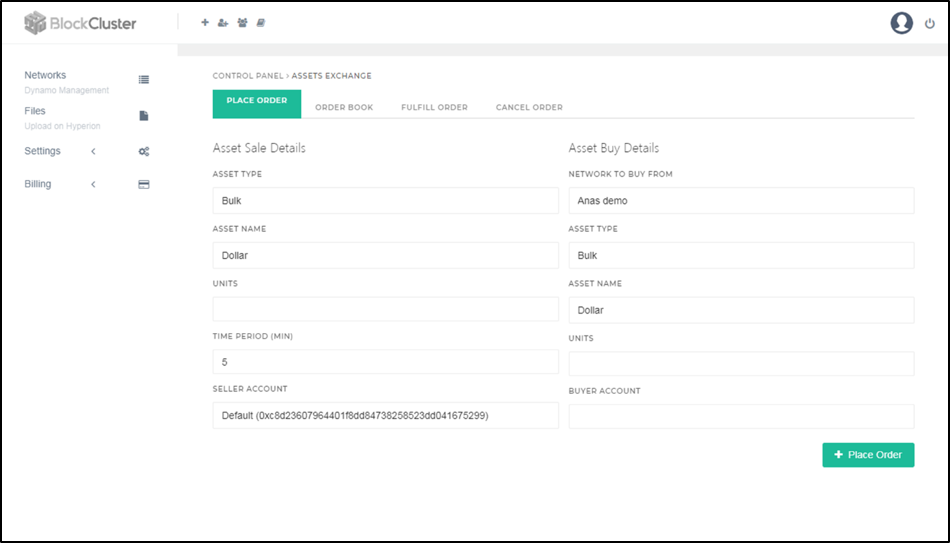 BlockCluster
Networks
Dynamo Management
Files
Upload on Hyperion
Settings
Billing
CONTROL PANEL › ASSETS EXCHANGE
PLACE ORDER ORDER BOOK FULFILL ORDER CANCEL ORDER
Asset Sale Details
ASSET TYPE
Bulk
ASSET NAME
Dollar
UNITS
TIME PERIOD (MIN)
5
SELLER ACCOUNT
Default (0xc8d23607964401f8dd84738258523dd041675299)
Asset Buy Details
NETWORK TO BUY FROM
Anas demo
ASSET TYPE
Bulk
ASSET NAME
Dollar
UNITS
BUYER ACCOUNT
+ Place Order